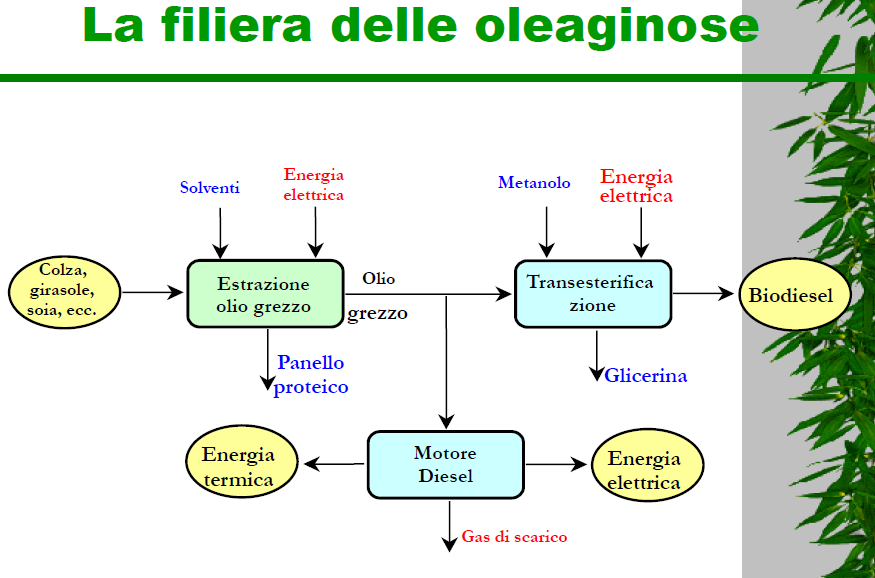 La filiera delle oleaginose
Solventi
Energia
elettrica
Metanolo
Energia
elettrica
Colza,
girasole,
soia, ecc.
Estrazione
olio grezzo
Olio
grezzo
Transesterifica
zione
Biodiesel
Panello
proteico
Glicerina
Energia
termica
Motore
Diesel
Energia
elettrica
Gas di scarico